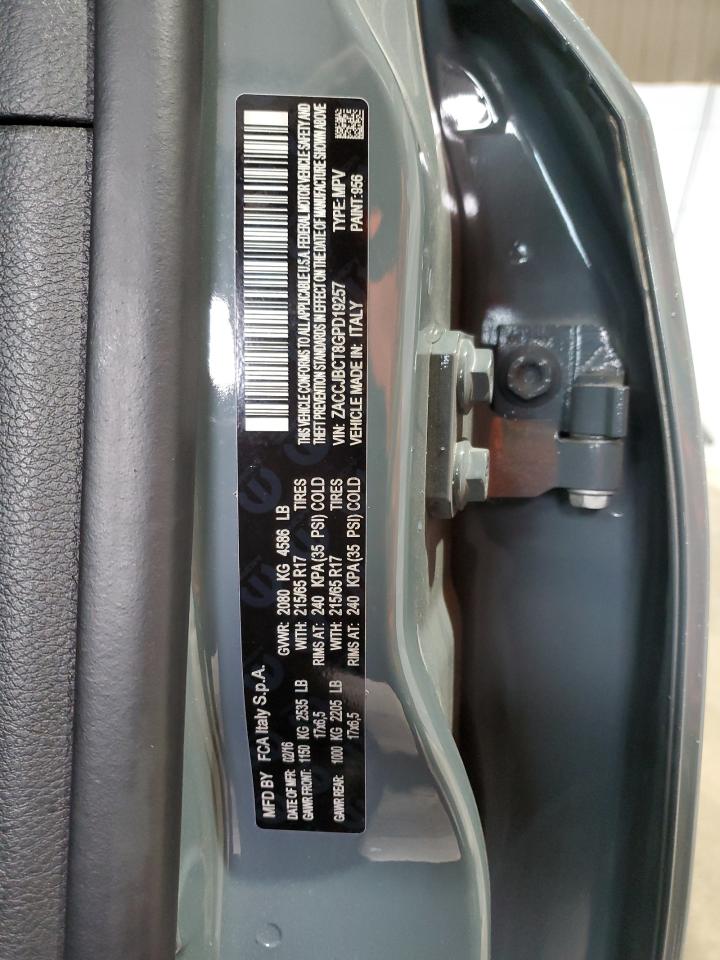 MFD BY FCA Italy S.p.A.
DATE OF MFR: 02/16 GVWR: 2080 KG 4586 LB
GAWR FRONT: 1150 KG 2535 LB WITH: 215/65 R17 TIRES
17x6,5 RIMS AT: 240 KPA(35 PSI) COLD
GAWR REAR: 1000 KG 2205 LB WITH: 215/65 R17 TIRES
17x6,5 RIMS AT: 240 KPA(35 PSI) COLD
THIS VEHICLE CONFORMS TO ALL APPLICABLE U.S.A. FEDERAL MOTOR VEHICLE SAFETY AND
THEFT PREVENTION STANDARDS IN EFFECT ON THE DATE OF MANUFACTURE SHOWN ABOVE
VIN: ZACCJBCT8GPD19257 TYPE: MPV
VEHICLE MADE IN: ITALY PAINT: 956